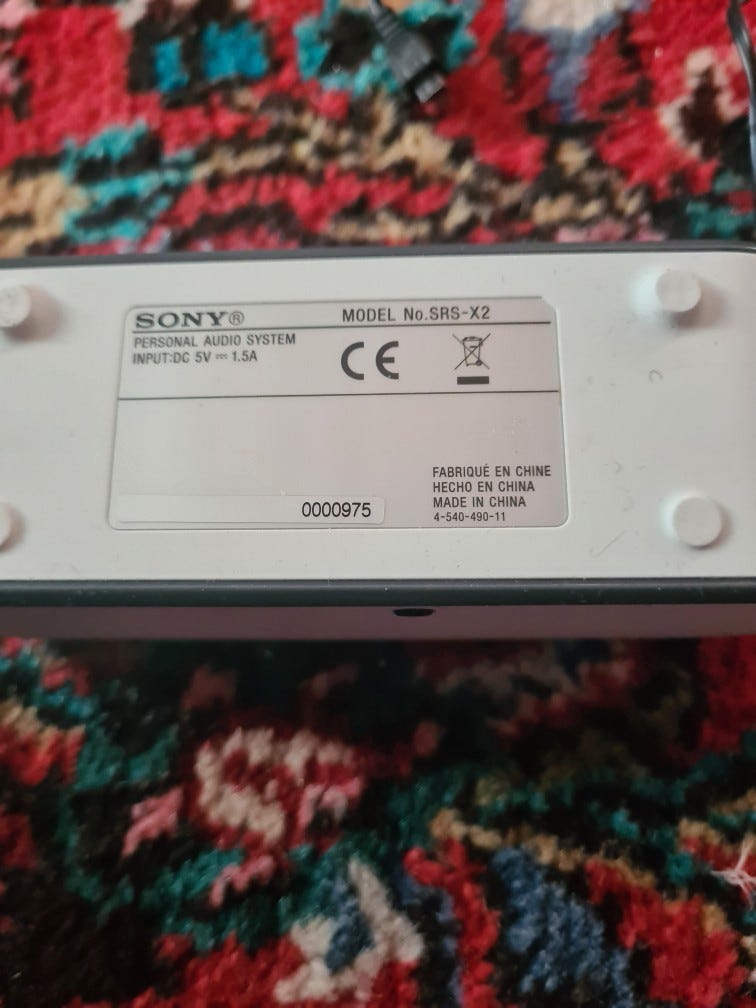 SONY® MODEL No.SRS-X2
PERSONAL AUDIO SYSTEM
INPUT:DC 5V ⎓ 1.5A
CE
FABRIQUÉ EN CHINE
HECHO EN CHINA
MADE IN CHINA
4-540-490-11
0000975